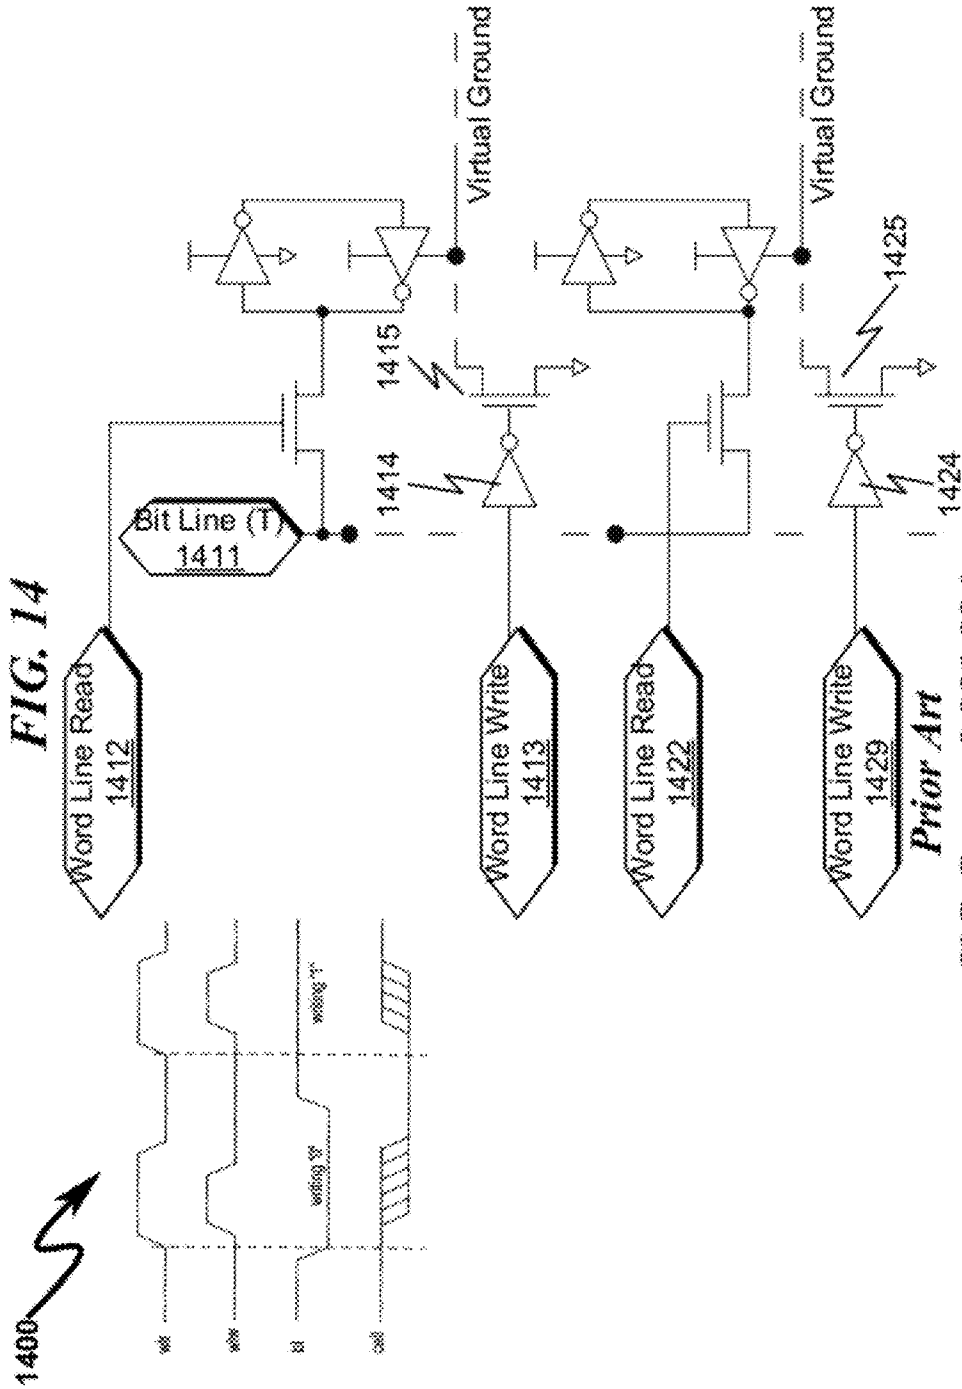 FIG. 14
1400
Word Line Read
1412
Bit Line (T)
1411
Word Line Write
1413
1414
1415
Virtual Ground
Word Line Read
1422
Word Line Write
1429
1424
1425
Virtual Ground
writing '0'
writing '1'
cell
Prior Art